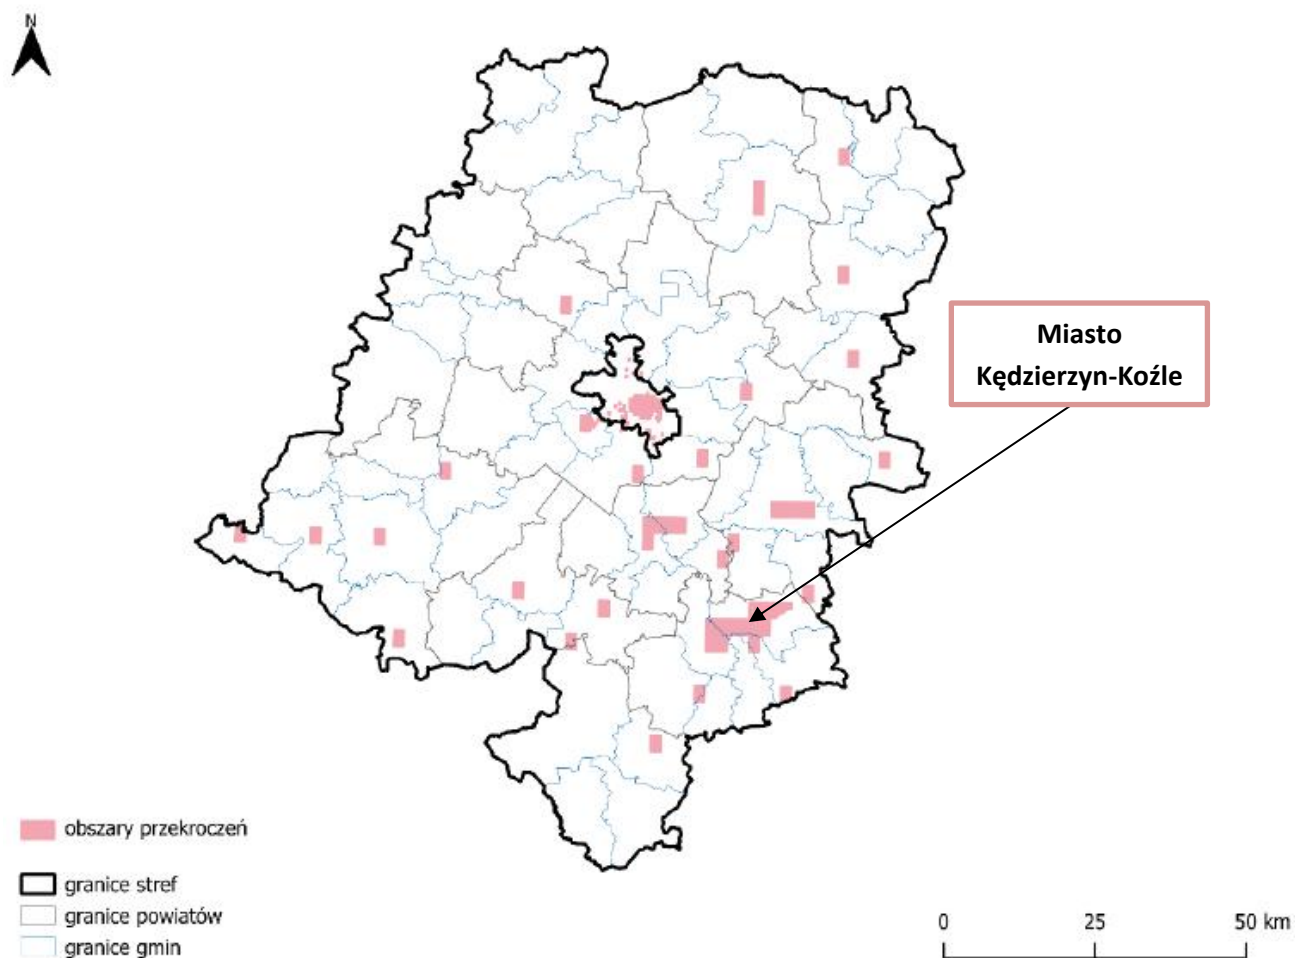 N
Miasto
Kędzierzyn-Koźle
obszary przekroczeń
granice stref
granice powiatów
granice gmin
0 25 50 km